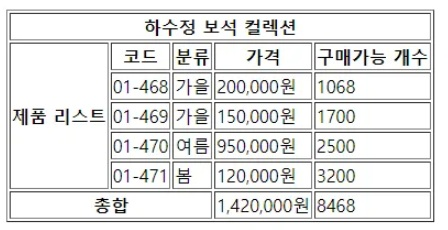 하수정 보석 컬렉션
제품 리스트 코드 분류 가격 구매가능 개수
01-468 가을 200,000원 1068
01-469 가을 150,000원 1700
01-470 여름 950,000원 2500
01-471 봄 120,000원 3200
총합 1,420,000원 8468